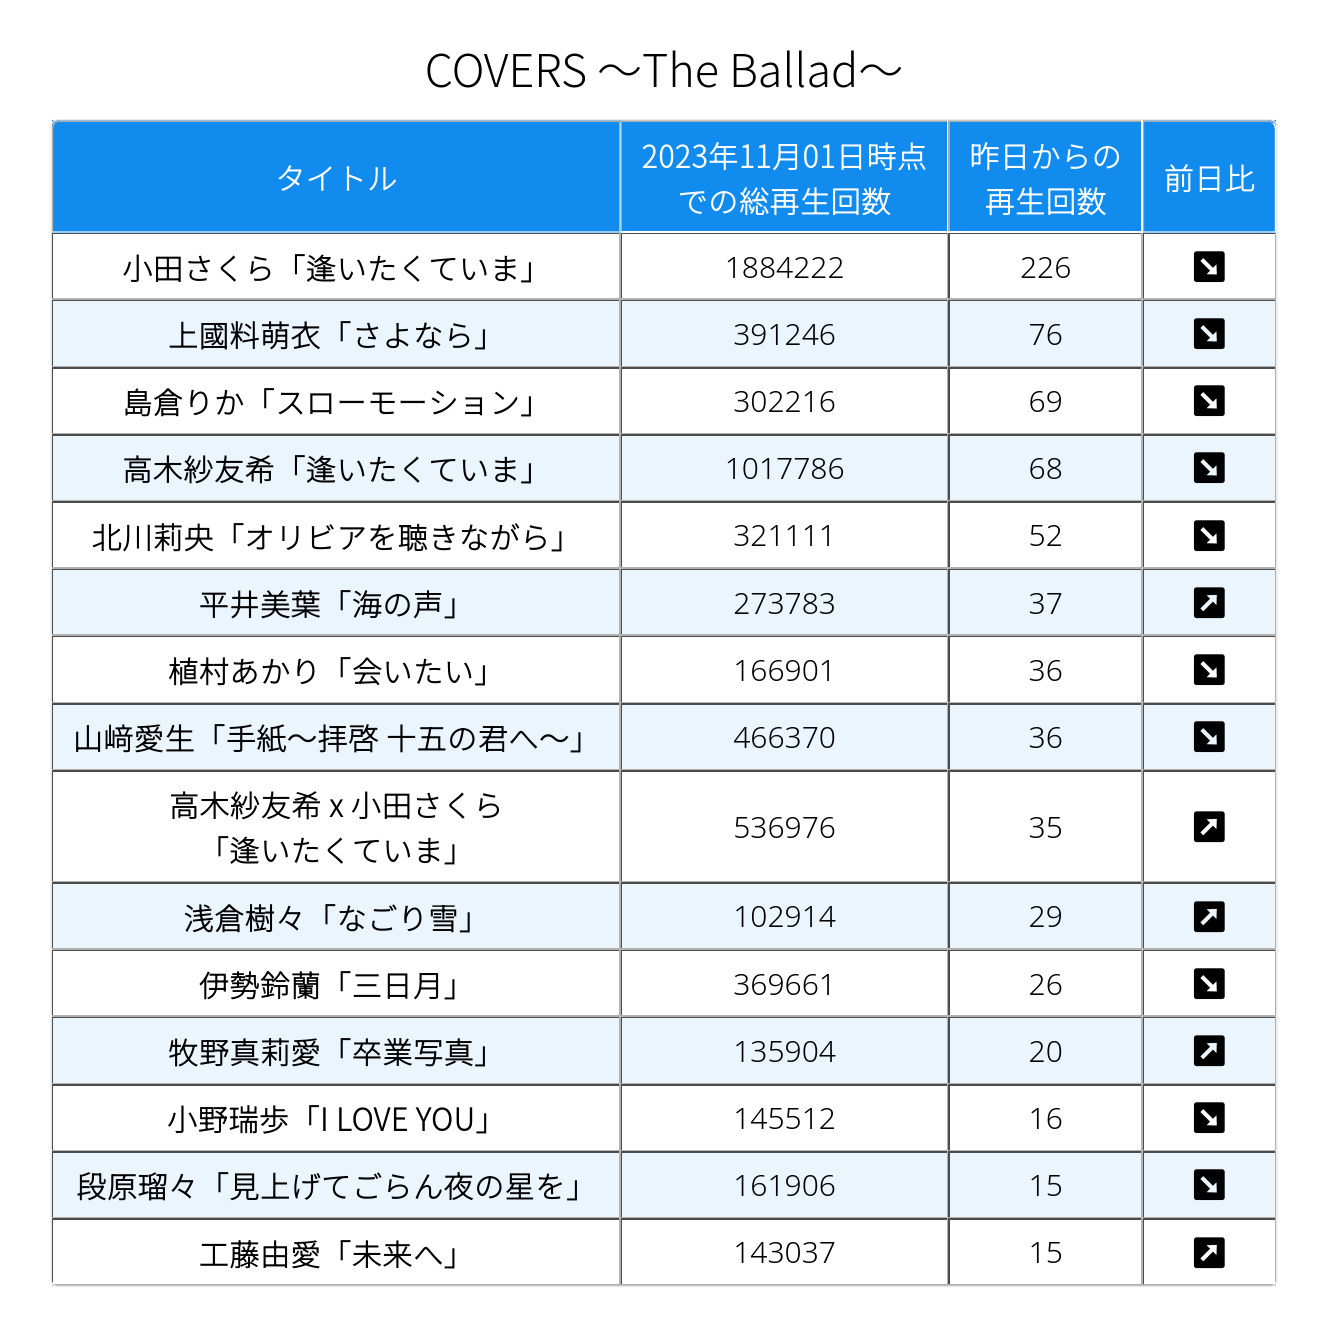 COVERS ～The Ballad～
タイトル
2023年11月01日時点
での総再生回数
昨日からの
再生回数
前日比
小田さくら「逢いたくていま」 1884222 226 ↘
上國料萌衣「さよなら」 391246 76 ↘
島倉りか「スローモーション」 302216 69 ↘
高木紗友希「逢いたくていま」 1017786 68 ↘
北川莉央「オリビアを聴きながら」 321111 52 ↘
平井美葉「海の声」 273783 37 ↗
植村あかり「会いたい」 166901 36 ↘
山﨑愛生「手紙～拝啓 十五の君へ～」 466370 36 ↘
高木紗友希 x 小田さくら
「逢いたくていま」 536976 35 ↗
浅倉樹々「なごり雪」 102914 29 ↗
伊勢鈴蘭「三日月」 369661 26 ↘
牧野真莉愛「卒業写真」 135904 20 ↗
小野瑞歩「I LOVE YOU」 145512 16 ↘
段原瑠々「見上げてごらん夜の星を」 161906 15 ↘
工藤由愛「未来へ」 143037 15 ↗